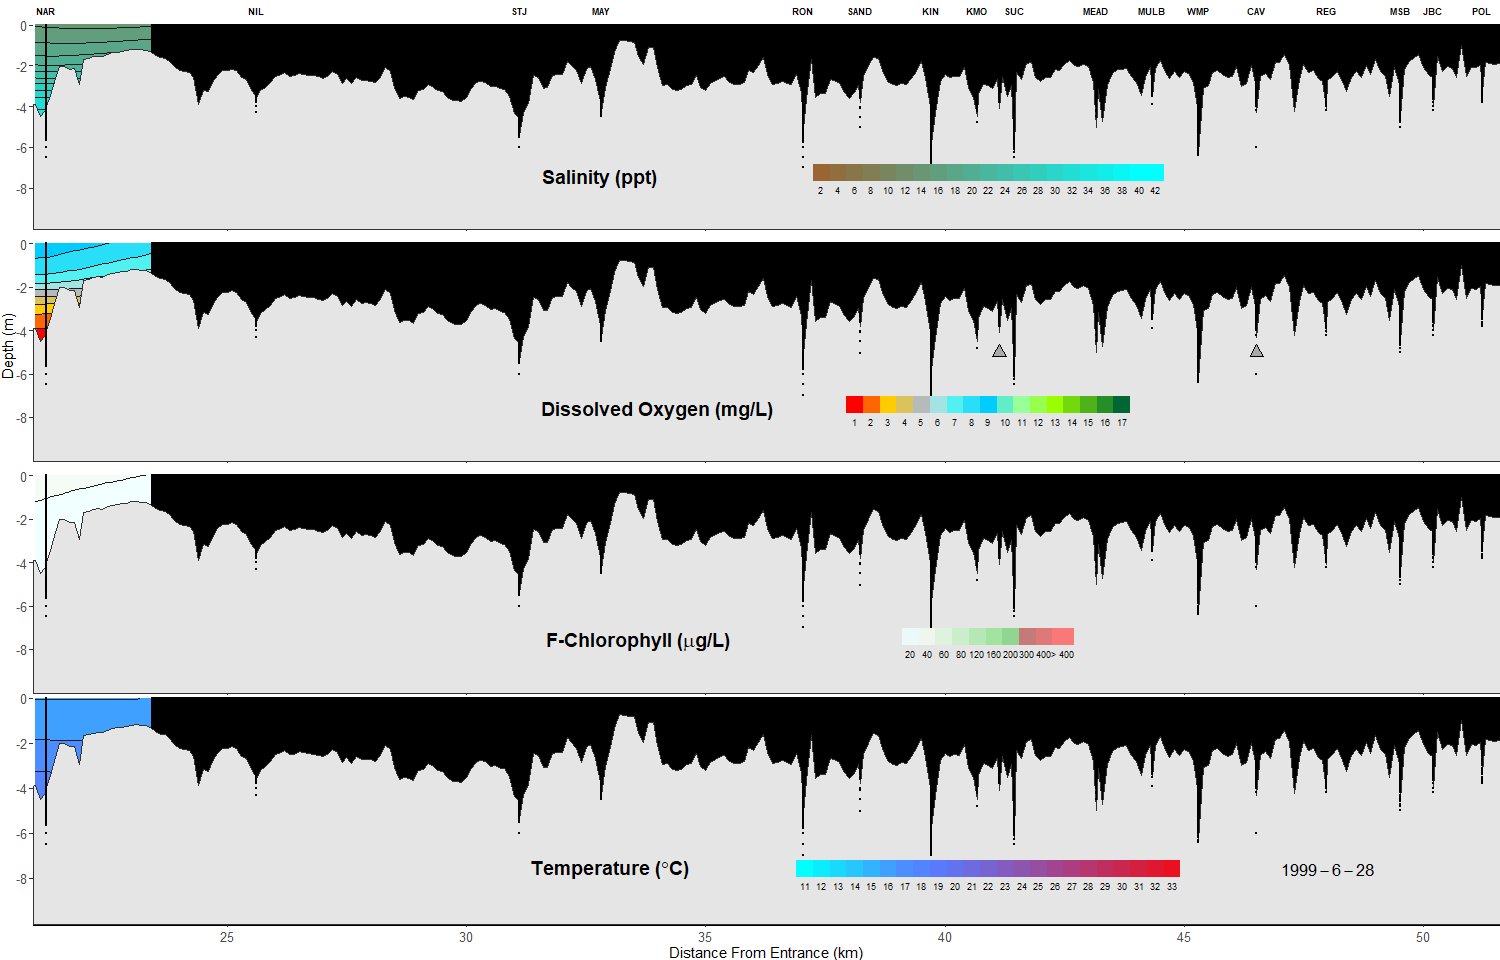 NAR NIL STJ MAY RON SAND KIN KMO SUC MEAD MULB WMP CAV REG MSB JBC POL
0
-2
-4
-6
-8
Salinity (ppt)
2 4 6 8 10 12 14 16 18 20 22 24 26 28 30 32 34 36 38 40 42
0
-2
-4
-6
-8
Depth (m)
Dissolved Oxygen (mg/L)
1 2 3 4 5 6 7 8 9 10 11 12 13 14 15 16 17
0
-2
-4
-6
-8
F-Chlorophyll (μg/L)
20 40 60 80 120 160 200 300 400> 400
0
-2
-4
-6
-8
Temperature (°C)
11 12 13 14 15 16 17 18 19 20 21 22 23 24 25 26 27 28 29 30 31 32 33
1999−6−28
25 30 35 40 45 50
Distance From Entrance (km)